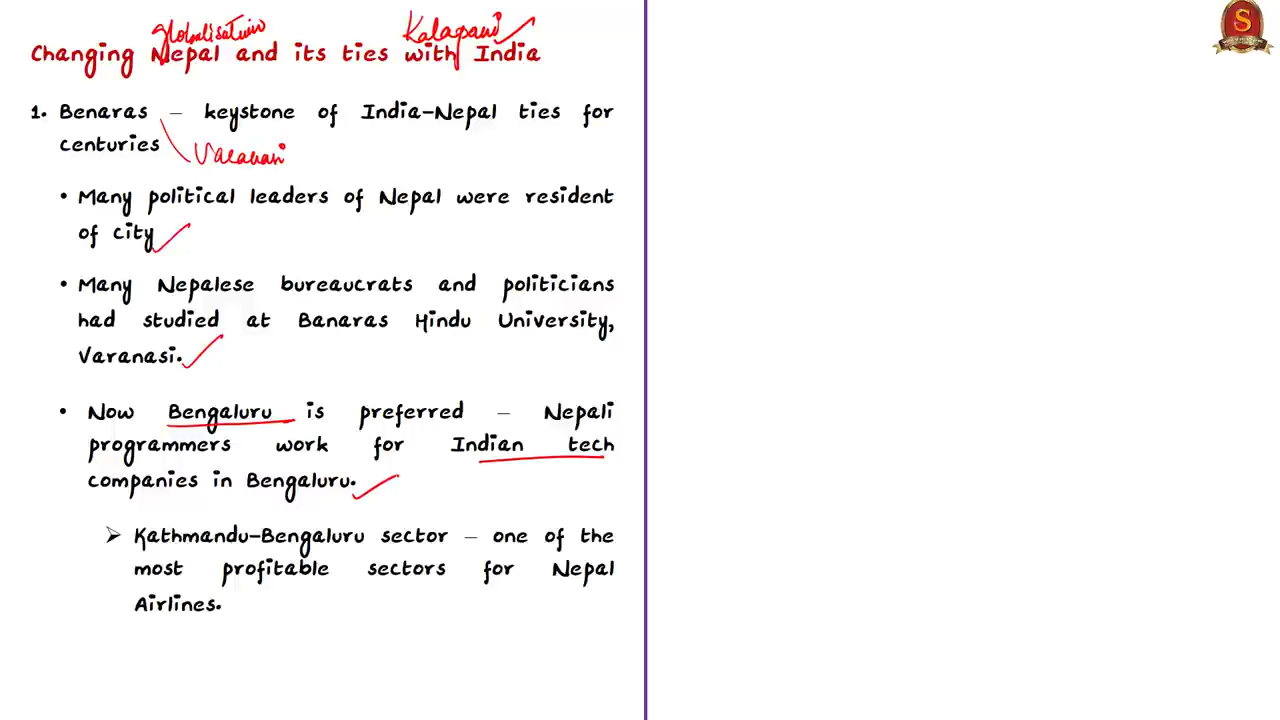 globalisation Kalapani
Changing Nepal and its ties with India
1. Benaras – keystone of India-Nepal ties for
centuries
Varanasi
• Many political leaders of Nepal were resident
of city
• Many Nepalese bureaucrats and politicians
had studied at Banaras Hindu University,
Varanasi.
• Now Bengaluru is preferred – Nepali
programmers work for Indian tech
companies in Bengaluru.
➢ Kathmandu-Bengaluru sector – one of the
most profitable sectors for Nepal
Airlines.
S